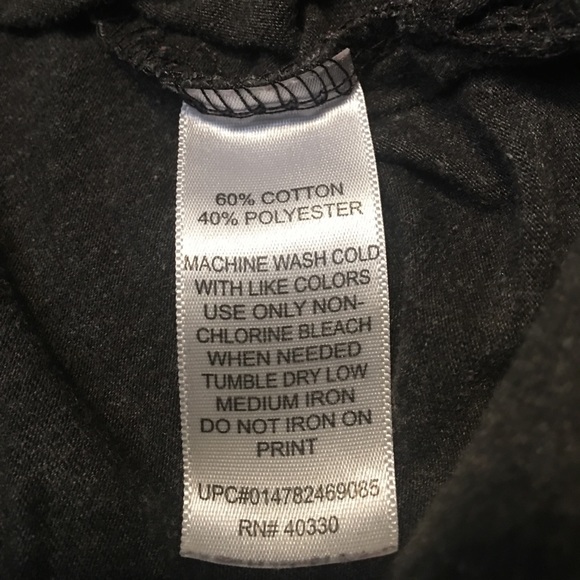 60% COTTON
40% POLYESTER
MACHINE WASH COLD
WITH LIKE COLORS
USE ONLY NON-
CHLORINE BLEACH
WHEN NEEDED
TUMBLE DRY LOW
MEDIUM IRON
DO NOT IRON ON
PRINT
UPC#014782469085
RN# 40330